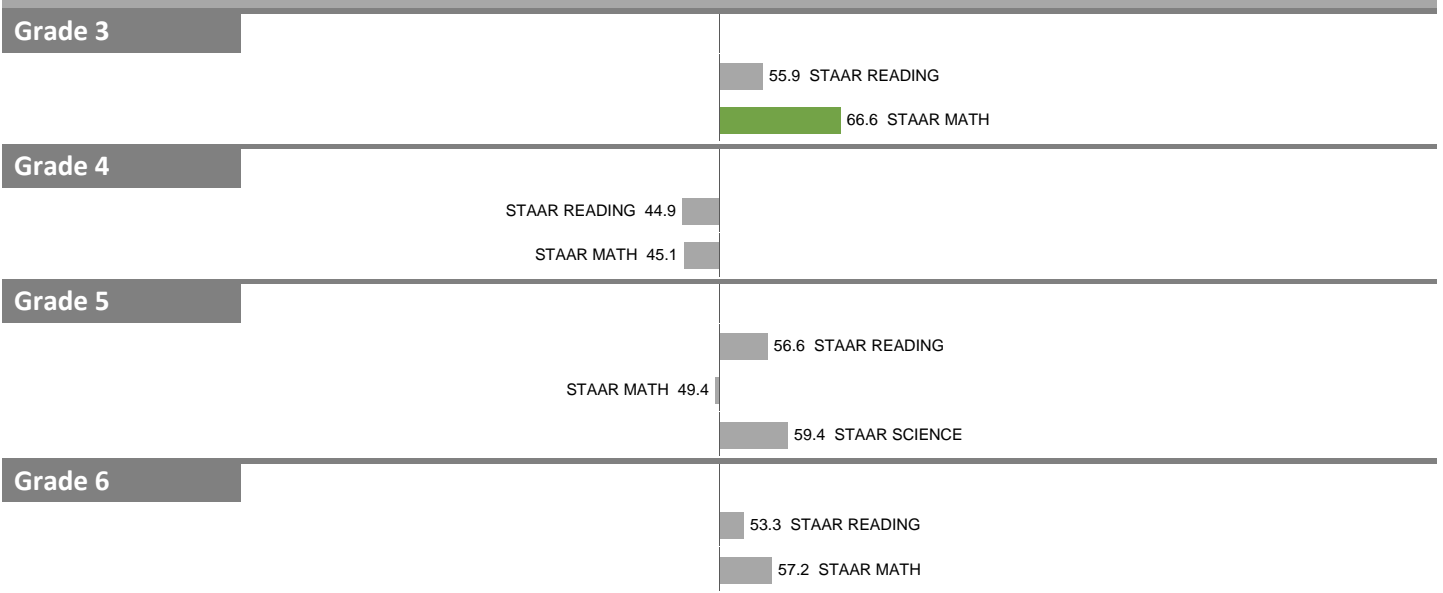 Grade 3
55.9 STAAR READING
66.6 STAAR MATH
Grade 4
STAAR READING 44.9
STAAR MATH 45.1
Grade 5
56.6 STAAR READING
STAAR MATH 49.4
59.4 STAAR SCIENCE
Grade 6
53.3 STAAR READING
57.2 STAAR MATH